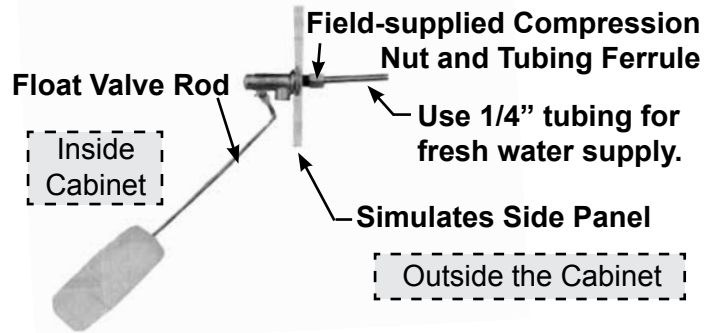 Field-supplied Compression
Nut and Tubing Ferrule
Float Valve Rod
Use 1/4” tubing for
fresh water supply.
Inside
Cabinet
Simulates Side Panel
Outside the Cabinet